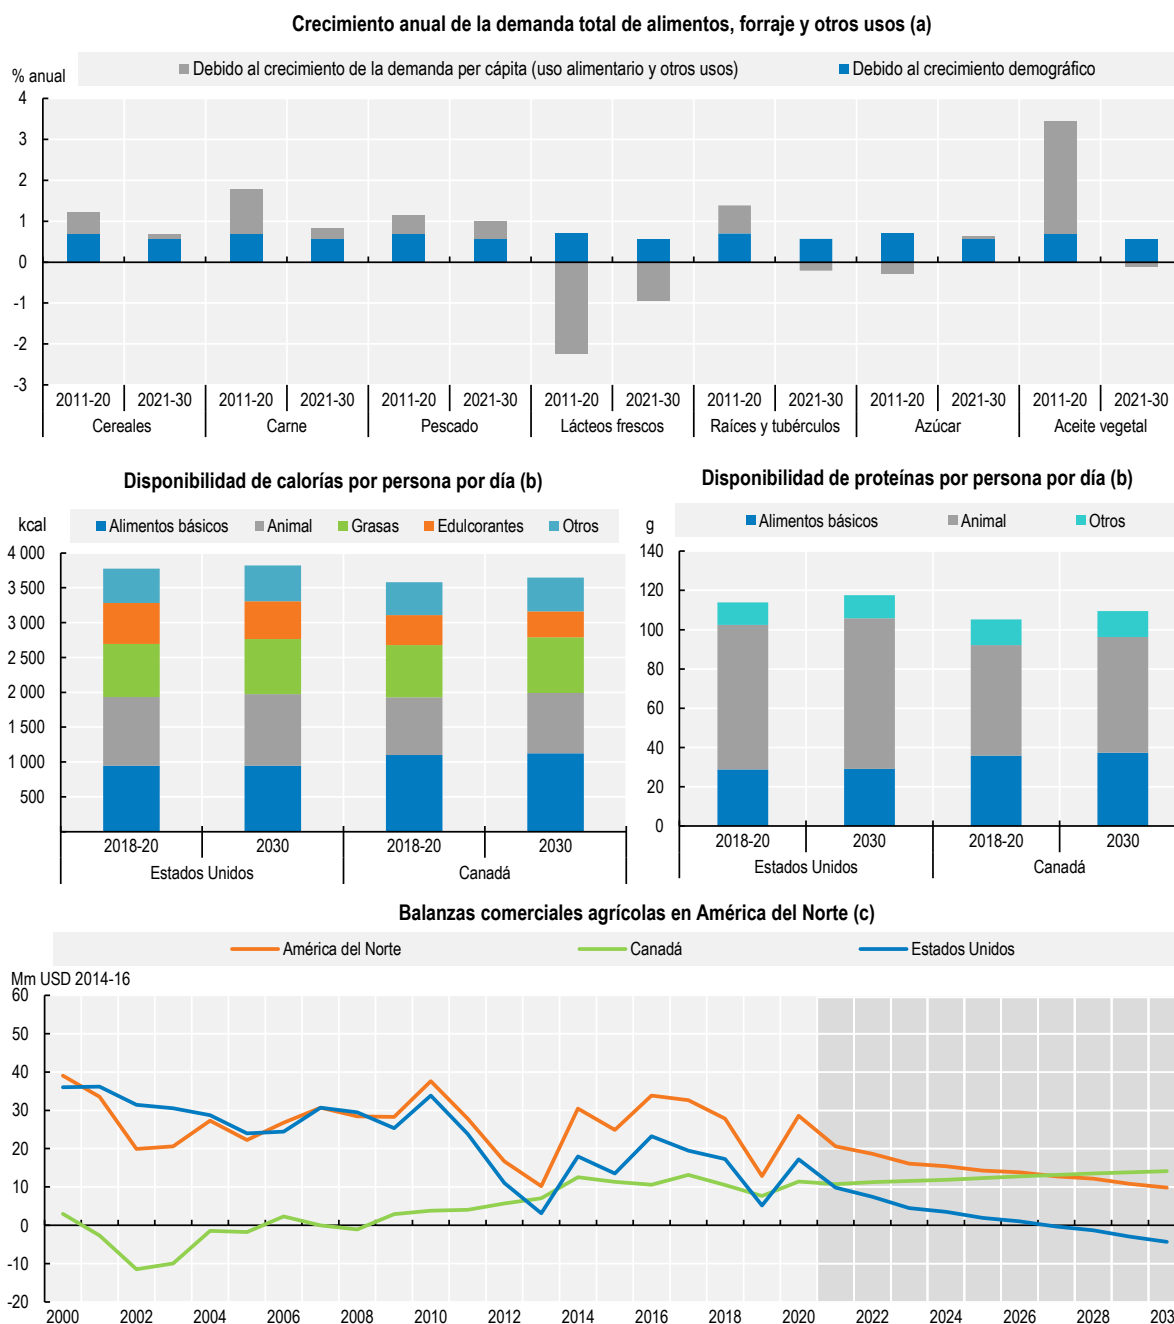 Crecimiento anual de la demanda total de alimentos, forraje y otros usos (a)
% anual
Debido al crecimiento de la demanda per cápita (uso alimentario y otros usos) Debido al crecimiento demográfico
4
3
2
1
0
-1
-2
-3
2011-20 2021-30 2011-20 2021-30 2011-20 2021-30 2011-20 2021-30 2011-20 2021-30 2011-20 2021-30 2011-20 2021-30
Cereales Carne Pescado Lácteos frescos Raíces y tubérculos Azúcar Aceite vegetal
Disponibilidad de calorías por persona por día (b)
kcal
Alimentos básicos Animal Grasas Edulcorantes Otros
4 000
3 500
3 000
2 500
2 000
1 500
1 000
500
2018-20 2030 2018-20 2030
Estados Unidos Canadá
Disponibilidad de proteínas por persona por día (b)
g
Alimentos básicos Animal Otros
140
120
100
80
60
40
20
0
2018-20 2030 2018-20 2030
Estados Unidos Canadá
Balanzas comerciales agrícolas en América del Norte (c)
América del Norte Canadá Estados Unidos
Mm USD 2014-16
60
50
40
30
20
10
0
-10
-20
2000 2002 2004 2006 2008 2010 2012 2014 2016 2018 2020 2022 2024 2026 2028 203